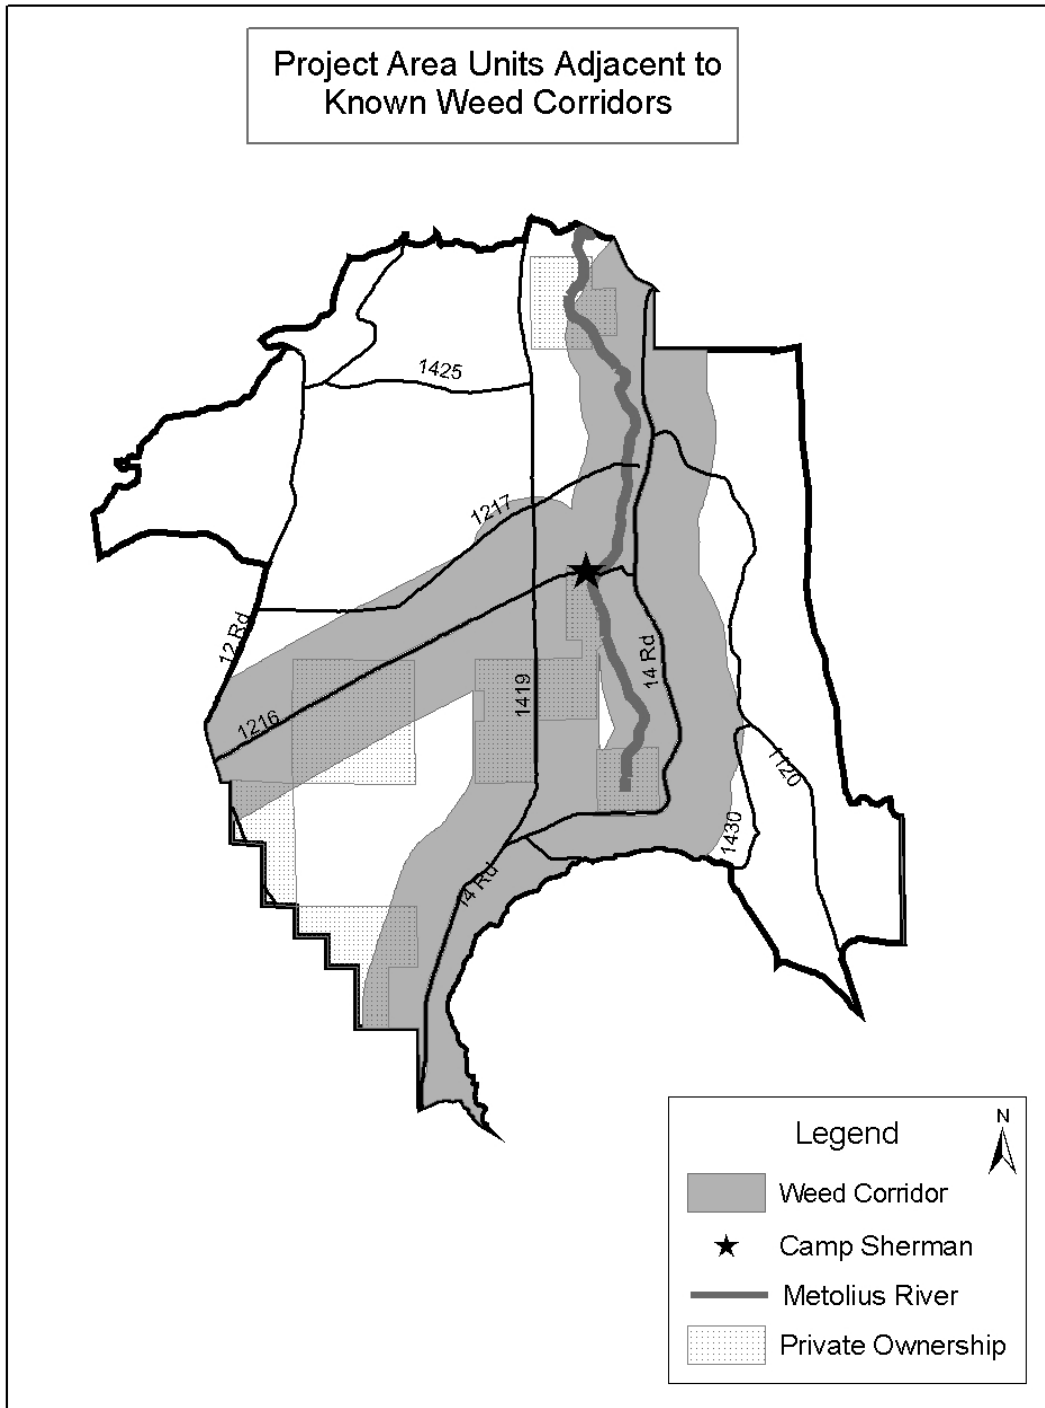 Project Area Units Adjacent to
Known Weed Corridors
1425
1217
12 Rd
14 Rd
1419
1216
1120
1430
14 Rd
N
Legend
Weed Corridor
Camp Sherman
Metolius River
Private Ownership